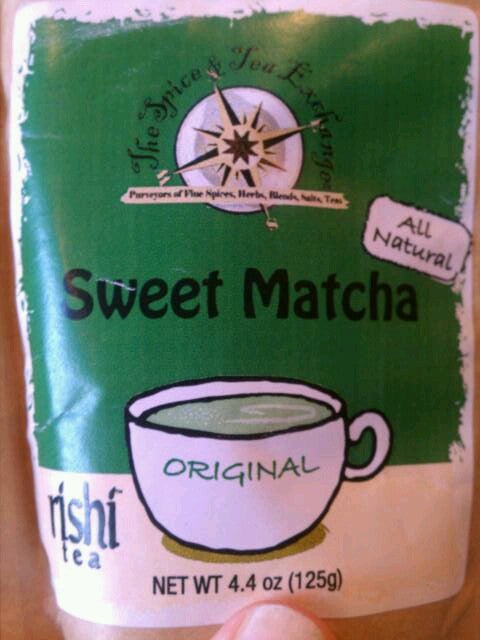 The Spice & Tea Exchange
Purveyors of Fine Spices, Herbs, Blends, Salts, Teas
All
Natural
Sweet Matcha
ORIGINAL
rishi
tea
NET WT 4.4 oz (125g)